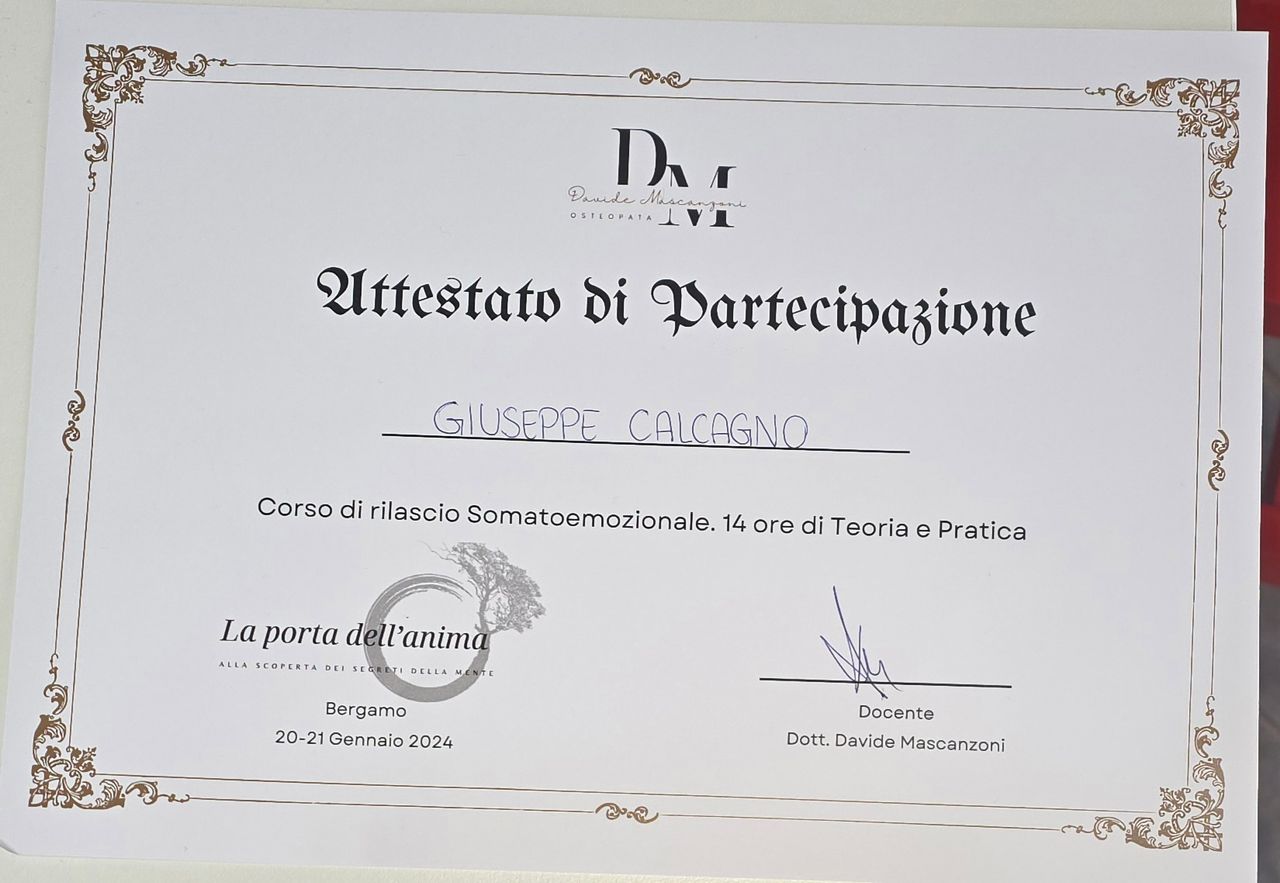 DM
Davide Mascanzoni
OSTEOPATA
Attestato di Partecipazione
GIUSEPPE CALCAGNO
Corso di rilascio Somatoemozionale. 14 ore di Teoria e Pratica
La porta dell'anima
ALLA SCOPERTA DEI SEGRETI DELLA MENTE
Bergamo
20-21 Gennaio 2024
Docente
Dott. Davide Mascanzoni